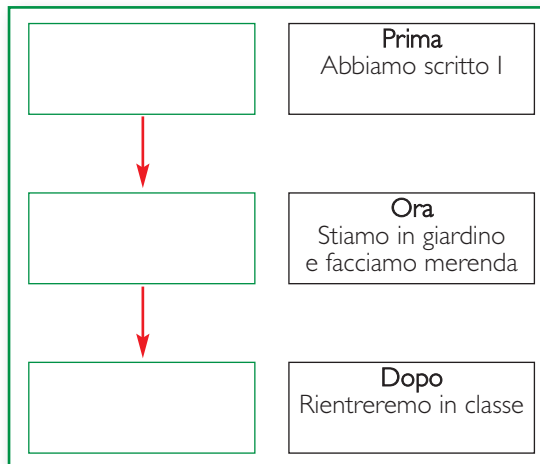 Prima
Abbiamo scritto I
Ora
Stiamo in giardino
e facciamo merenda
Dopo
Rientreremo in classe